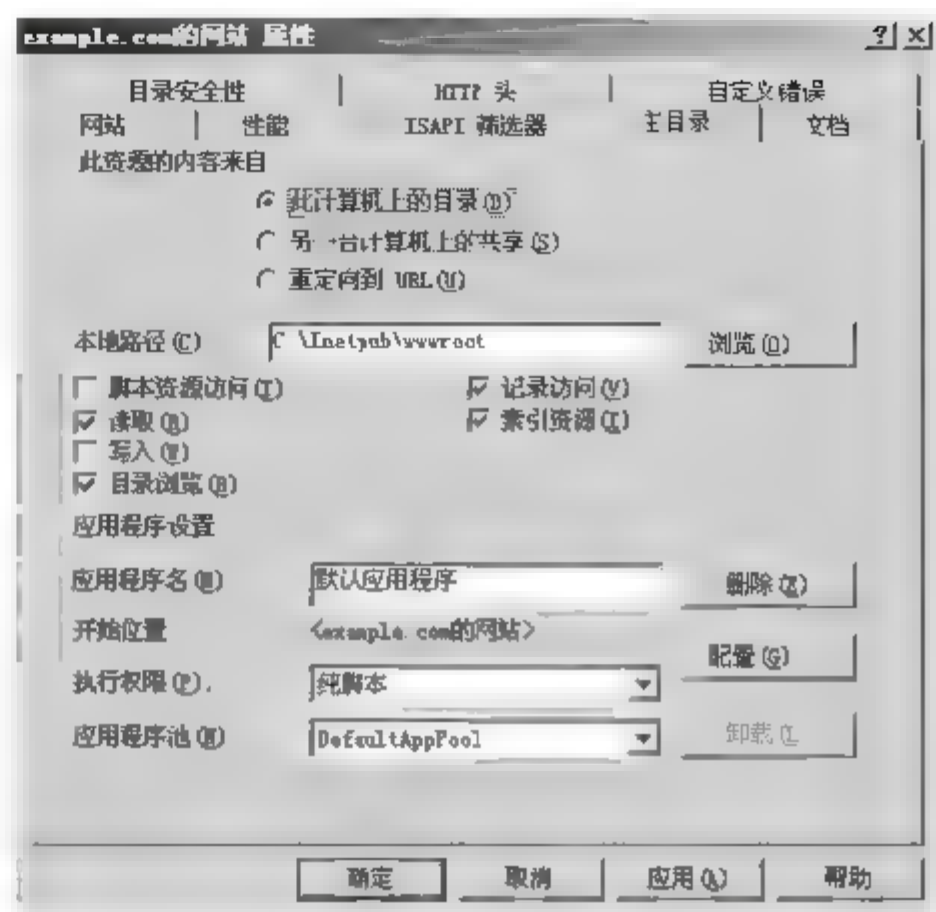 example.com的网站 属性
目录安全性 HTTP 头 自定义错误
网站 性能 ISAPI 筛选器 主目录 文档
此资源的内容来自
此计算机上的目录(D)
另一台计算机上的共享(S)
重定向到 URL(U)
本地路径(C) C \Inetpub\wwwroot 浏览(O)
脚本资源访问(T) 记录访问(V)
读取(R) 索引资源(I)
写入(W)
目录浏览(B)
应用程序设置
应用程序名(M) 默认应用程序 删除(E)
开始位置 <example.com的网站>
配置(G)
执行权限(P). 纯脚本
应用程序池(N) DefaultAppPool 卸载(L
确定 取消 应用(A) 帮助